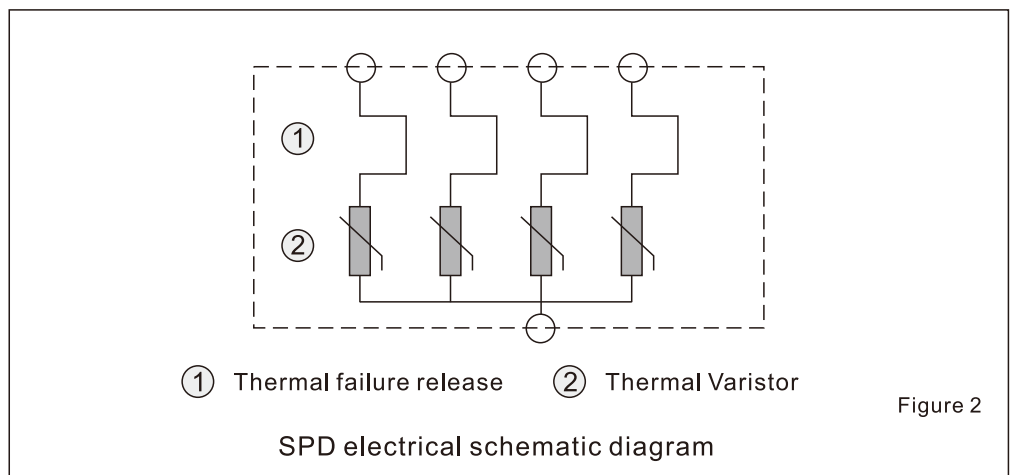 ①
②
① Thermal failure release ② Thermal Varistor
Figure 2
SPD electrical schematic diagram